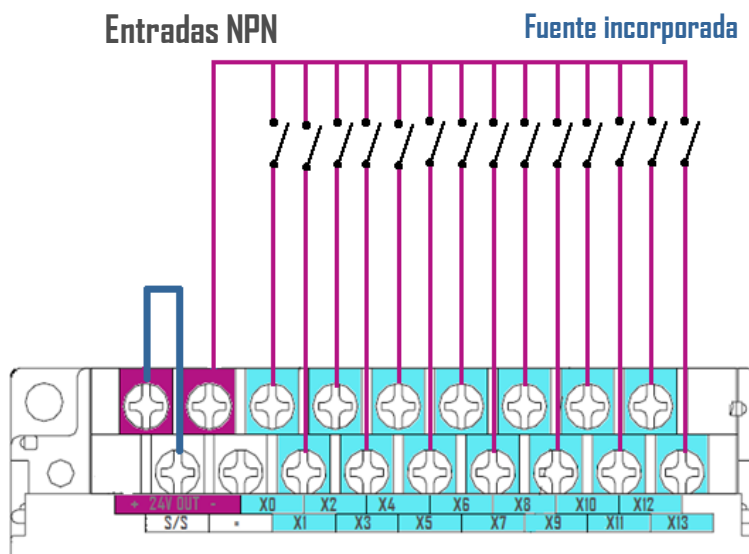 Entradas NPN
Fuente incorporada
+ 24V OUT - X0 X2 X4 X6 X8 X10 X12
S/S • X1 X3 X5 X7 X9 X11 X13